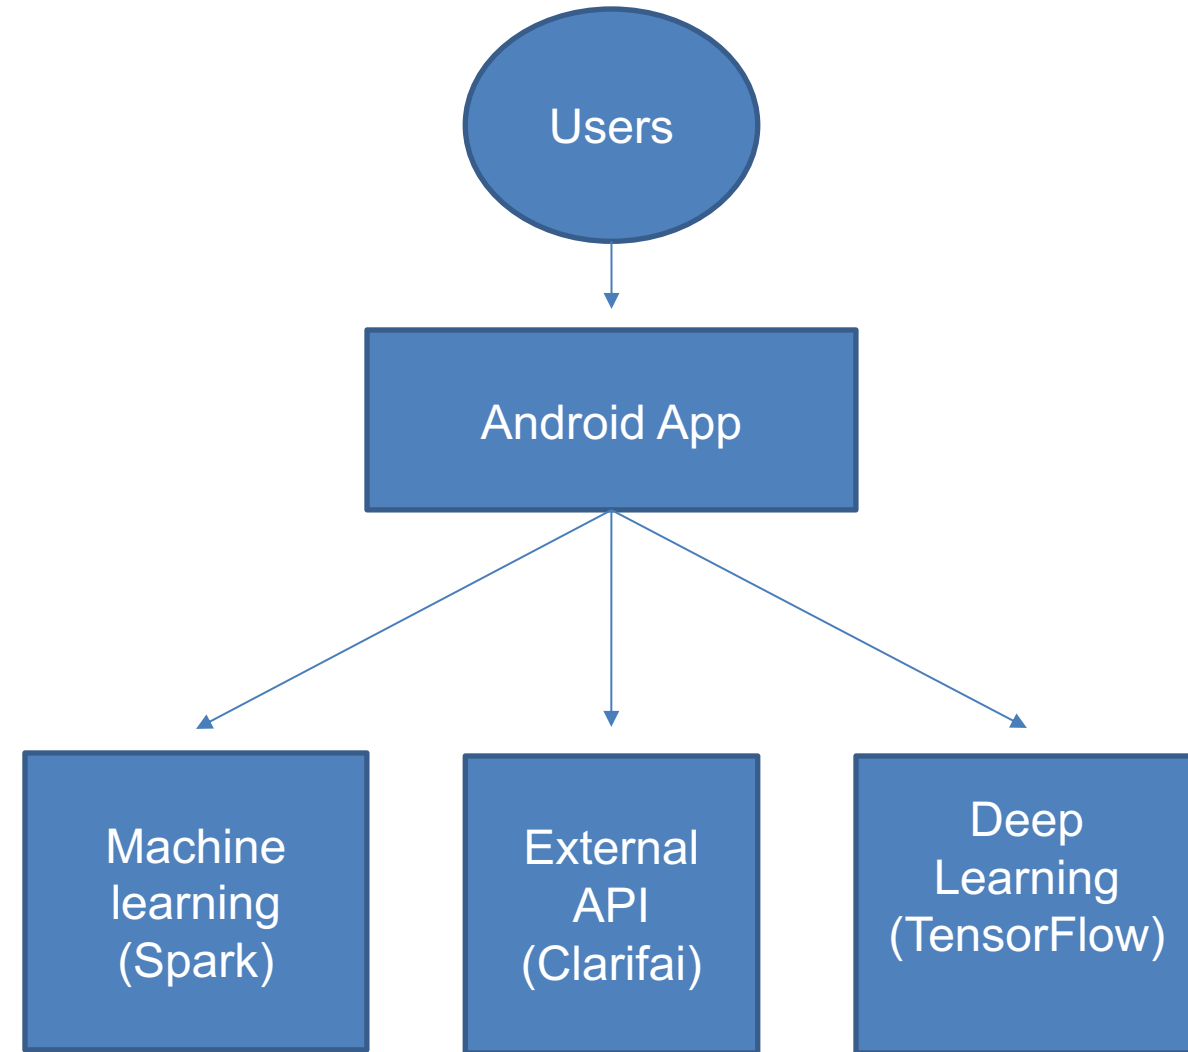 Users
Android App
Machine
learning
(Spark)
External
API
(Clarifai)
Deep
Learning
(TensorFlow)